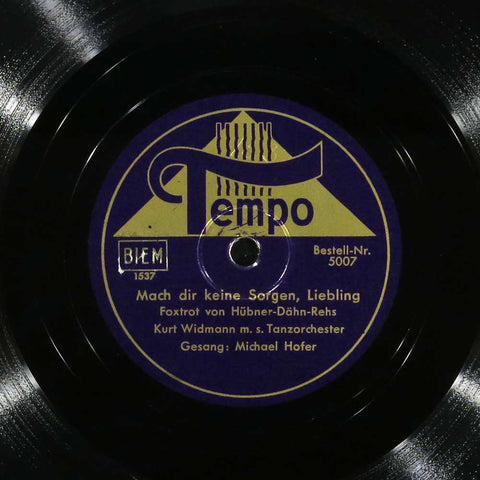 Tempo
BIEM
1537
Bestell-Nr.
5007
Mach dir keine Sorgen, Liebling
Foxtrot von Hübner-Dähn-Rehs
Kurt Widmann m. s. Tanzorchester
Gesang: Michael Hofer